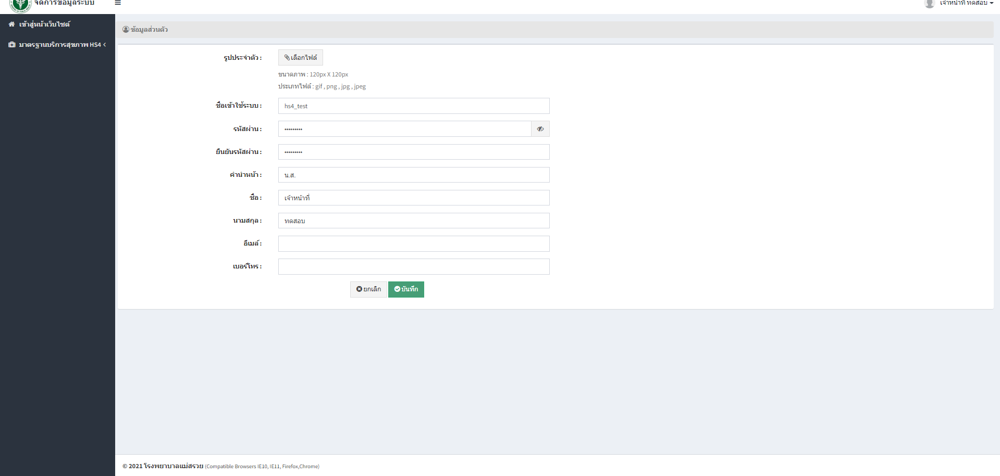 จัดการข้อมูลระบบ
เจ้าหน้าที่ ทดสอบ
เข้าสู่หน้าเว็บไซต์
มาตรฐานบริการสุขภาพ HS4
ข้อมูลส่วนตัว
รูปประจำตัว :
เลือกไฟล์
ขนาดภาพ : 120px X 120px
ประเภทไฟล์ : gif , png , jpg , jpeg
ชื่อเข้าใช้ระบบ :
hs4_test
รหัสผ่าน :
•••••••••
ยืนยันรหัสผ่าน :
•••••••••
คำนำหน้า :
น.ส.
ชื่อ :
เจ้าหน้าที่
นามสกุล :
ทดสอบ
อีเมล์ :
เบอร์โทร :
ยกเลิก
บันทึก
© 2021 โรงพยาบาลแม่สรวย (Compatible Browsers IE10, IE11, Firefox,Chrome)